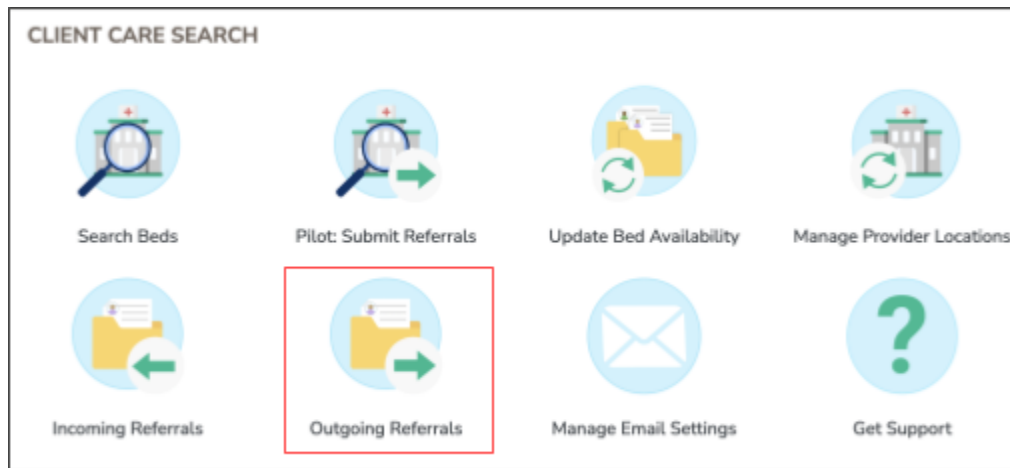 CLIENT CARE SEARCH
Search Beds
Pilot: Submit Referrals
Update Bed Availability
Manage Provider Locations
Incoming Referrals
Outgoing Referrals
Manage Email Settings
?
Get Support